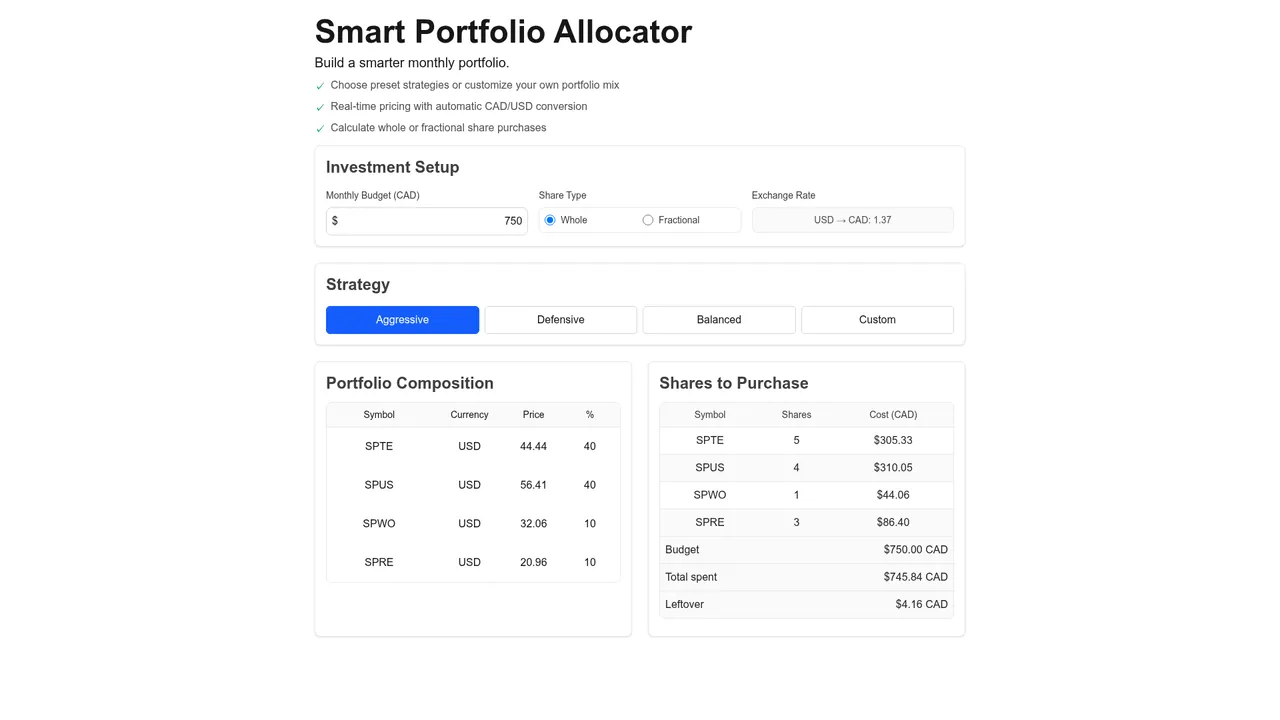 Smart Portfolio Allocator
Build a smarter monthly portfolio.
✓ Choose preset strategies or customize your own portfolio mix
✓ Real-time pricing with automatic CAD/USD conversion
✓ Calculate whole or fractional share purchases
Investment Setup
Monthly Budget (CAD) Share Type Exchange Rate
$ 750 Whole Fractional USD → CAD: 1.37
Strategy
Aggressive Defensive Balanced Custom
Portfolio Composition
Symbol Currency Price %
SPTE USD 44.44 40
SPUS USD 56.41 40
SPWO USD 32.06 10
SPRE USD 20.96 10
Shares to Purchase
Symbol Shares Cost (CAD)
SPTE 5 $305.33
SPUS 4 $310.05
SPWO 1 $44.06
SPRE 3 $86.40
Budget $750.00 CAD
Total spent $745.84 CAD
Leftover $4.16 CAD